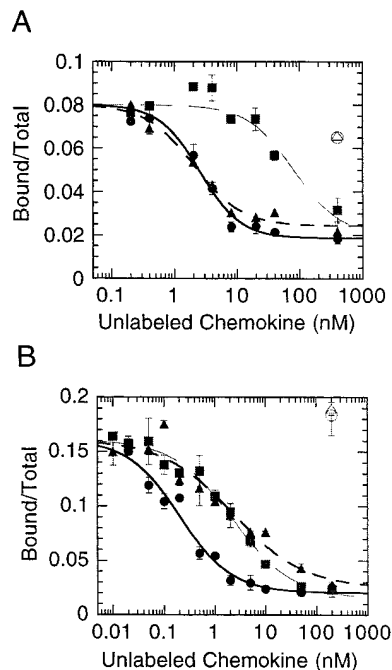 A
0.1
0.08
0.06
0.04
0.02
0
Bound/Total
0.1 1 10 100 1000
Unlabeled Chemokine (nM)
B
0.2
0.15
0.1
0.05
0
Bound/Total
0.01 0.1 1 10 100 1000
Unlabeled Chemokine (nM)